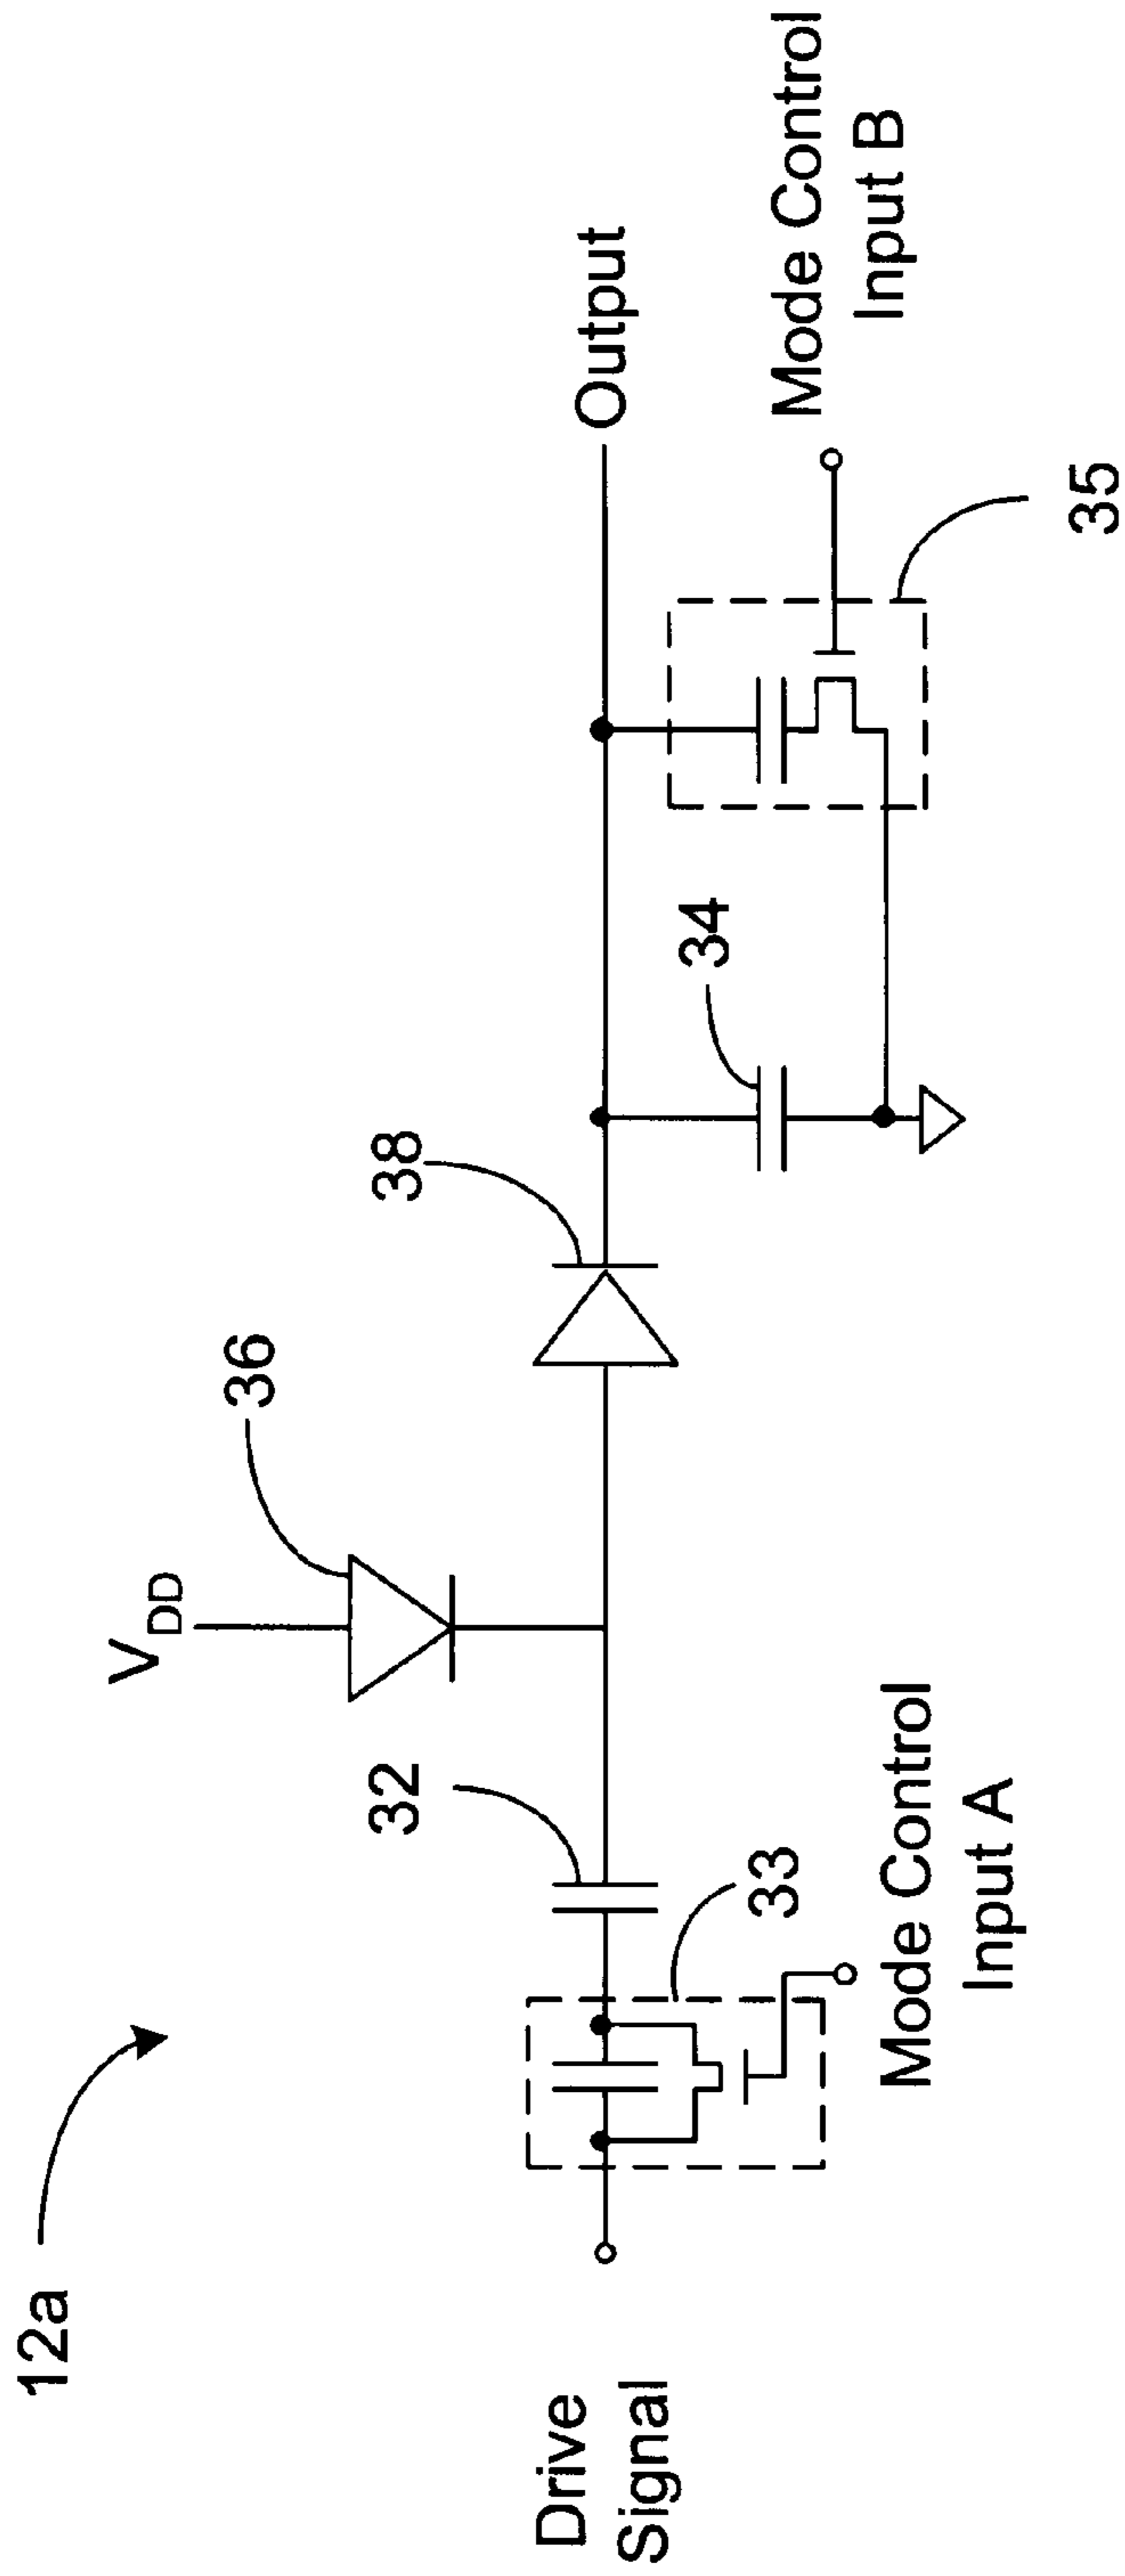 12a
V_DD
36
38
32
33
34
35
Drive
Signal
Mode Control
Input A
Output
Mode Control
Input B